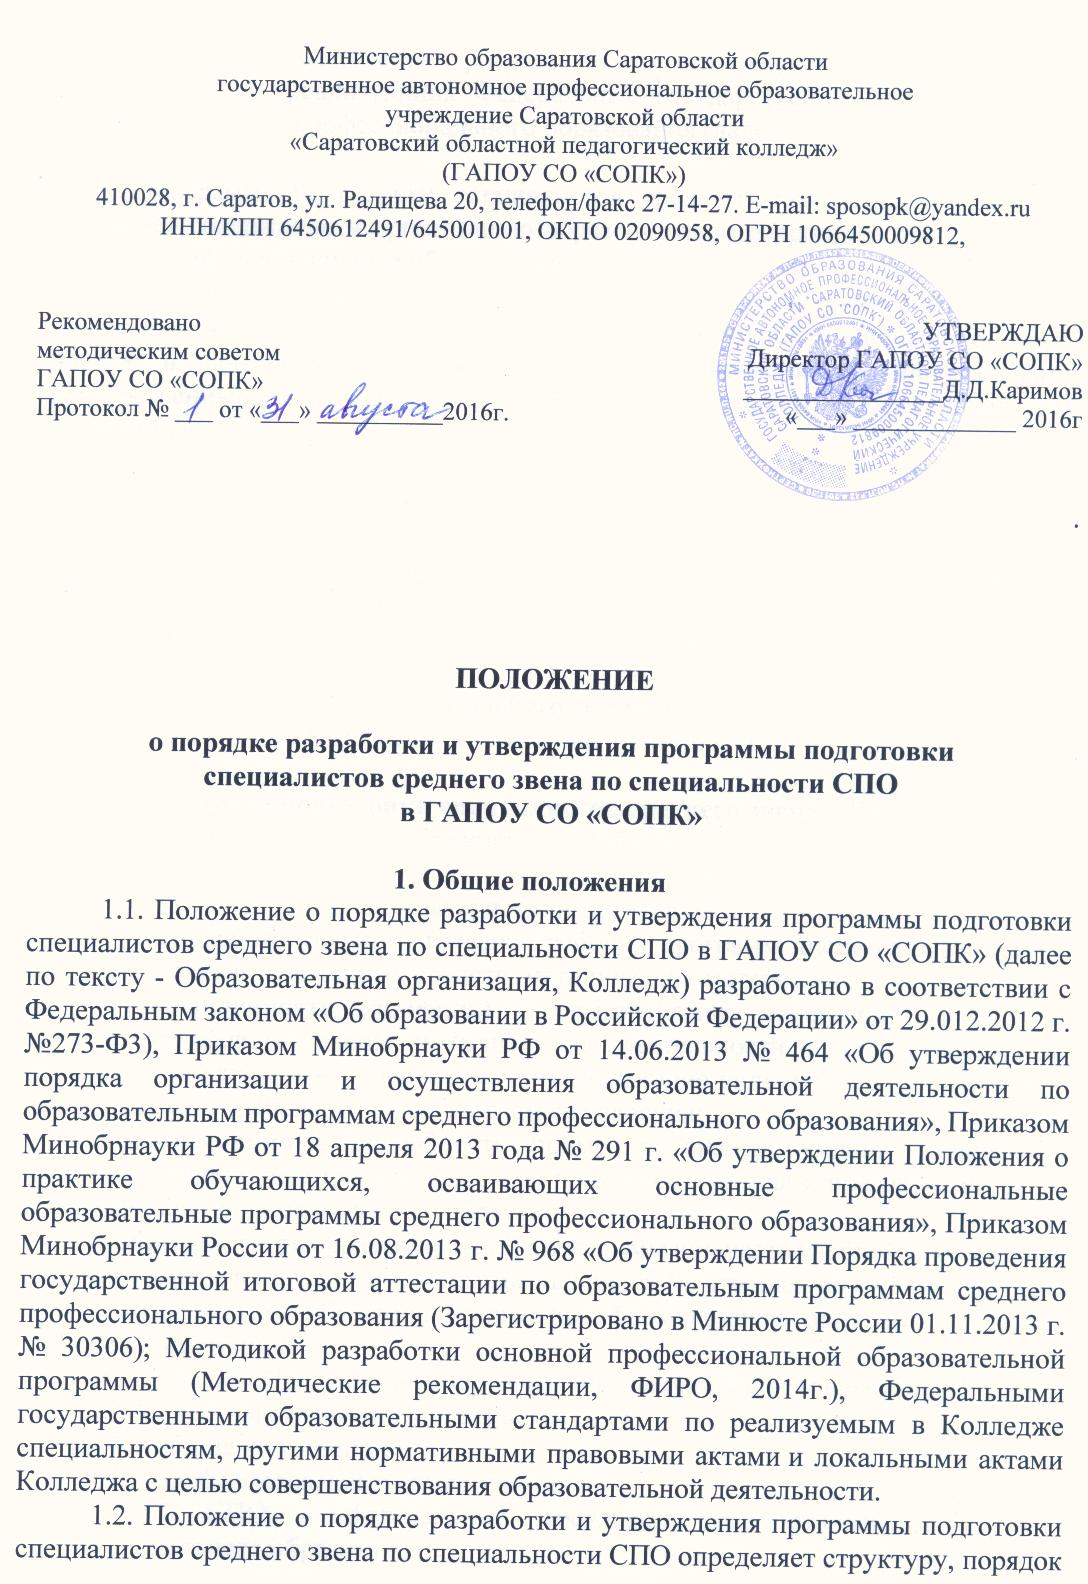 Министерство образования Саратовской области
государственное автономное профессиональное образовательное
учреждение Саратовской области
«Саратовский областной педагогический колледж»
(ГАПОУ СО «СОПК»)
410028, г. Саратов, ул. Радищева 20, телефон/факс 27-14-27. E-mail: sposopk@yandex.ru
ИНН/КПП 6450612491/645001001, ОКПО 02090958, ОГРН 1066450009812,
Рекомендовано
методическим советом
ГАПОУ СО «СОПК»
Протокол № 1 от «31» августа 2016г.
УТВЕРЖДАЮ
Директор ГАПОУ СО «СОПК»
_______________Д.Д.Каримов
«___» _____________ 2016г
.
ПОЛОЖЕНИЕ
о порядке разработки и утверждения программы подготовки
специалистов среднего звена по специальности СПО
в ГАПОУ СО «СОПК»
1. Общие положения
1.1. Положение о порядке разработки и утверждения программы подготовки
специалистов среднего звена по специальности СПО в ГАПОУ СО «СОПК» (далее
по тексту - Образовательная организация, Колледж) разработано в соответствии с
Федеральным законом «Об образовании в Российской Федерации» от 29.012.2012 г.
№273-ФЗ), Приказом Минобрнауки РФ от 14.06.2013 № 464 «Об утверждении
порядка организации и осуществления образовательной деятельности по
образовательным программам среднего профессионального образования», Приказом
Минобрнауки РФ от 18 апреля 2013 года № 291 г. «Об утверждении Положения о
практике обучающихся, осваивающих основные профессиональные
образовательные программы среднего профессионального образования», Приказом
Минобрнауки России от 16.08.2013 г. № 968 «Об утверждении Порядка проведения
государственной итоговой аттестации по образовательным программам среднего
профессионального образования (Зарегистрировано в Минюсте России 01.11.2013 г.
№ 30306); Методикой разработки основной профессиональной образовательной
программы (Методические рекомендации, ФИРО, 2014г.), Федеральными
государственными образовательными стандартами по реализуемым в Колледже
специальностям, другими нормативными правовыми актами и локальными актами
Колледжа с целью совершенствования образовательной деятельности.
1.2. Положение о порядке разработки и утверждения программы подготовки
специалистов среднего звена по специальности СПО определяет структуру, порядок